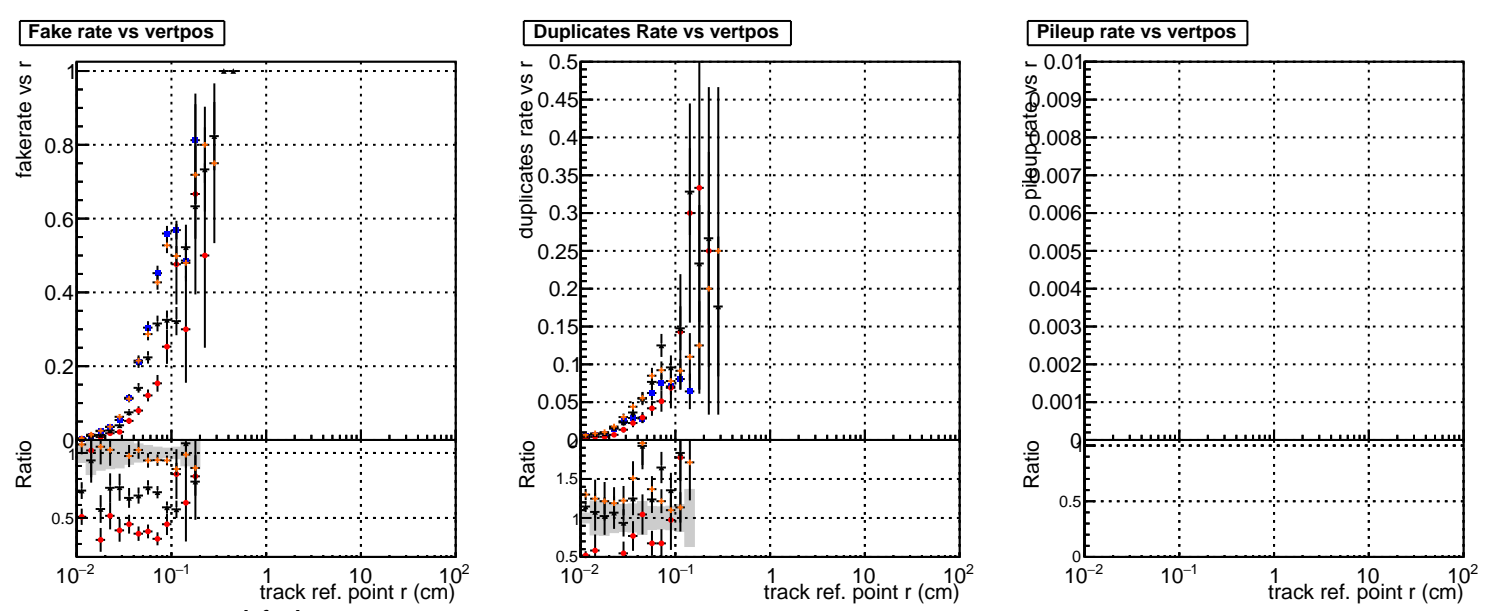 Fake rate vs vertpos
fakerate vs r
1
0.8
0.6
0.4
0.2
0
Ratio
1
0.5
10−2 10−1 1 10 102
track ref. point r (cm)
Duplicates Rate vs vertpos
duplicates rate vs r
0.5
0.45
0.4
0.35
0.3
0.25
0.2
0.15
0.1
0.05
0
Ratio
1.5
1
0.5
10−2 10−1 1 10 102
track ref. point r (cm)
Pileup rate vs vertpos
pileup rate vs r
0.01
0.009
0.008
0.007
0.006
0.005
0.004
0.003
0.002
0.001
0
Ratio
1
0.5
0
10−2 10−1 1 10 102
track ref. point r (cm)